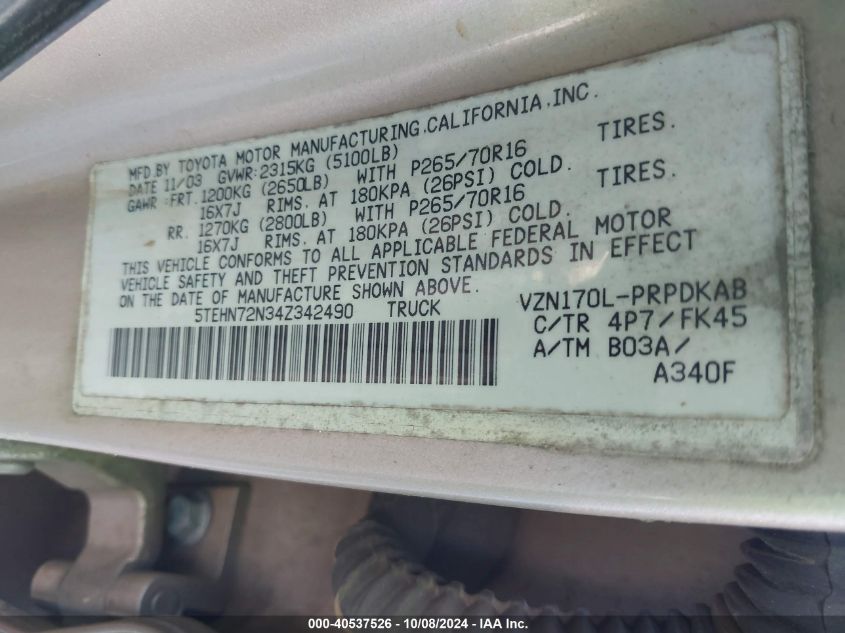 MFD.BY TOYOTA MOTOR MANUFACTURING,CALIFORNIA,INC.
DATE 11/03 GVWR:2315KG (5100LB)
GAWR :FRT.1200KG (2650LB) WITH P265/70R16 TIRES.
16X7J RIMS. AT 180KPA (26PSI) COLD.
RR. 1270KG (2800LB) WITH P265/70R16 TIRES.
16X7J RIMS. AT 180KPA (26PSI) COLD.
THIS VEHICLE CONFORMS TO ALL APPLICABLE FEDERAL MOTOR
VEHICLE SAFETY AND THEFT PREVENTION STANDARDS IN EFFECT
ON THE DATE OF MANUFACTURE SHOWN ABOVE.
5TEHN72N34Z342490 TRUCK VZN170L-PRPDKAB
C/TR 4P7/FK45
A/TM B03A/
A340F
000-40537526 - 10/08/2024 - IAA Inc.